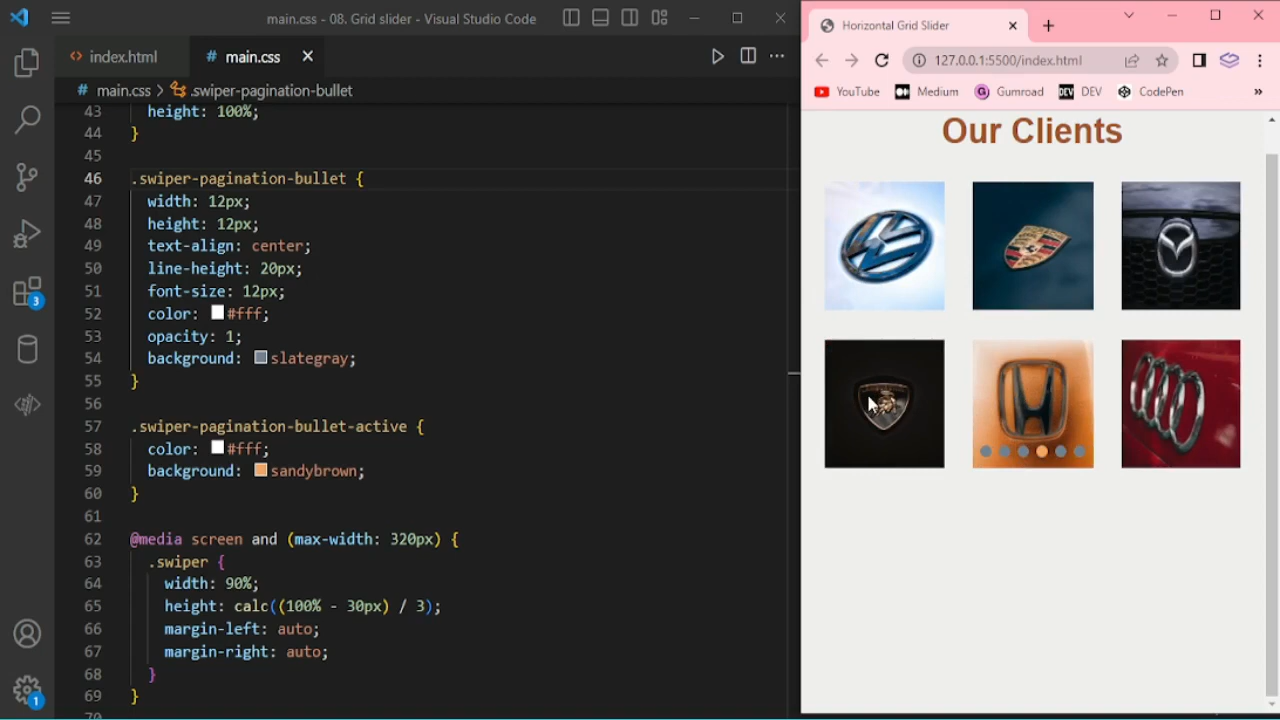 main.css - 08. Grid slider - Visual Studio Code
index.html
# main.css
# main.css > .swiper-pagination-bullet
43 height: 100%;
44 }
45
46 .swiper-pagination-bullet {
47 width: 12px;
48 height: 12px;
49 text-align: center;
50 line-height: 20px;
51 font-size: 12px;
52 color: #fff;
53 opacity: 1;
54 background: slategray;
55 }
56
57 .swiper-pagination-bullet-active {
58 color: #fff;
59 background: sandybrown;
60 }
61
62 @media screen and (max-width: 320px) {
63 .swiper {
64 width: 90%;
65 height: calc((100% - 30px) / 3);
66 margin-left: auto;
67 margin-right: auto;
68 }
69 }
70
3
1
Horizontal Grid Slider
127.0.0.1:5500/index.html
YouTube Medium Gumroad DEV DEV CodePen »
Our Clients